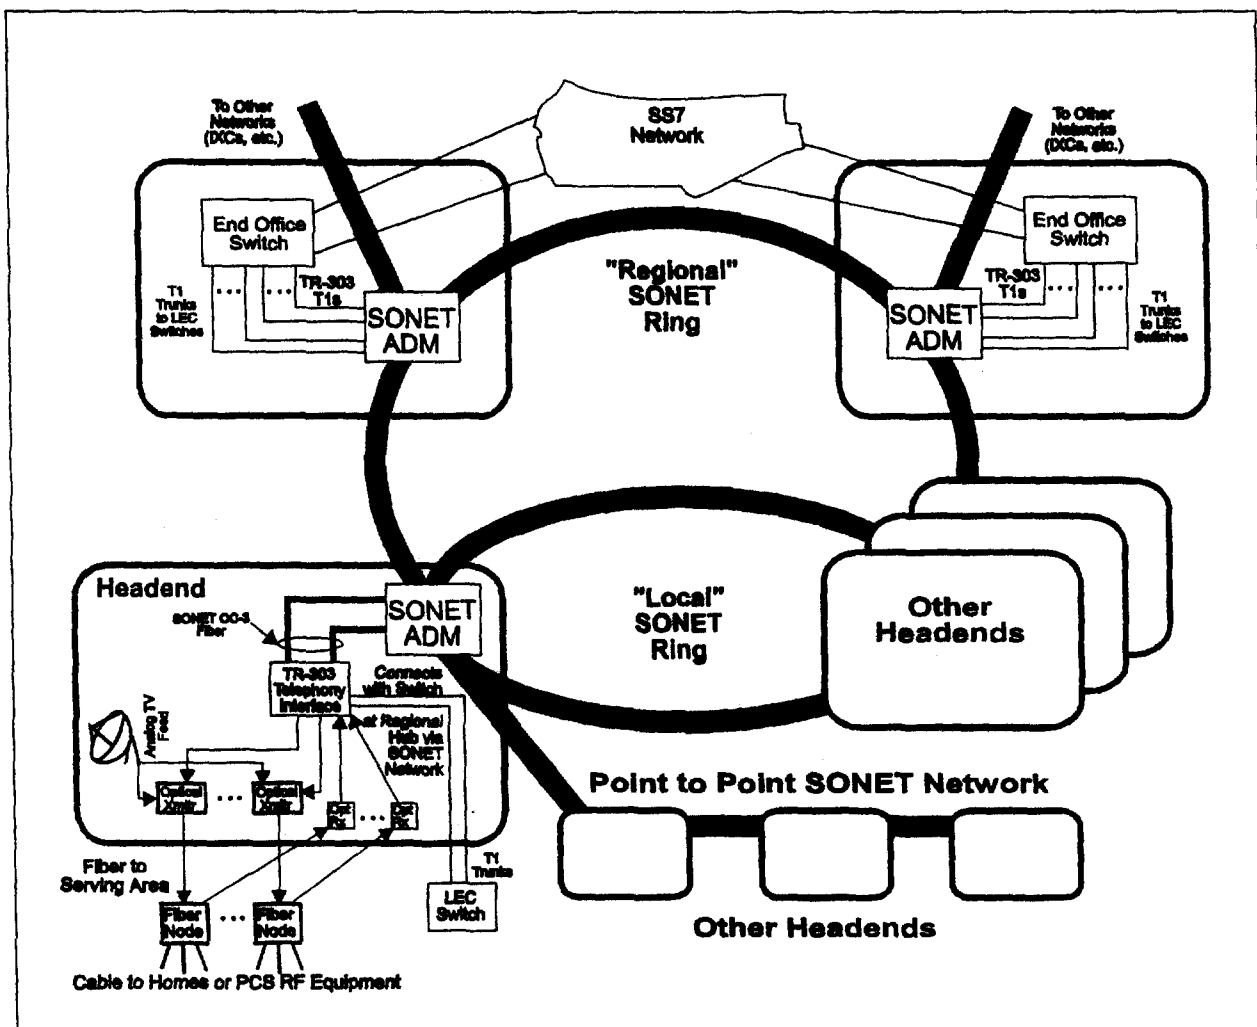 To Other
Networks
(IXCs, etc.)
SS7
Network
To Other
Networks
(IXCs, etc.)
End Office
Switch
TR-303
T1s
T1
Trunks
to LEC
Switches
SONET
ADM
"Regional"
SONET
Ring
End Office
Switch
TR-303
T1s
T1
Trunks
to LEC
Switches
SONET
ADM
Headend
SONET OC-3
Fiber
SONET
ADM
"Local"
SONET
Ring
Other
Headends
TR-303
Telephony
Interface
Connects
with Switch
at Regional
Hub via
SONET
Network
Analog TV
Feed
Optical
Xmtr
Optical
Xmtr
Opt
Rx
Opt
Rx
Point to Point SONET Network
Fiber to
Serving Area
T1
Trunks
LEC
Switch
Fiber
Node
Fiber
Node
Other Headends
Cable to Homes or PCS RF Equipment